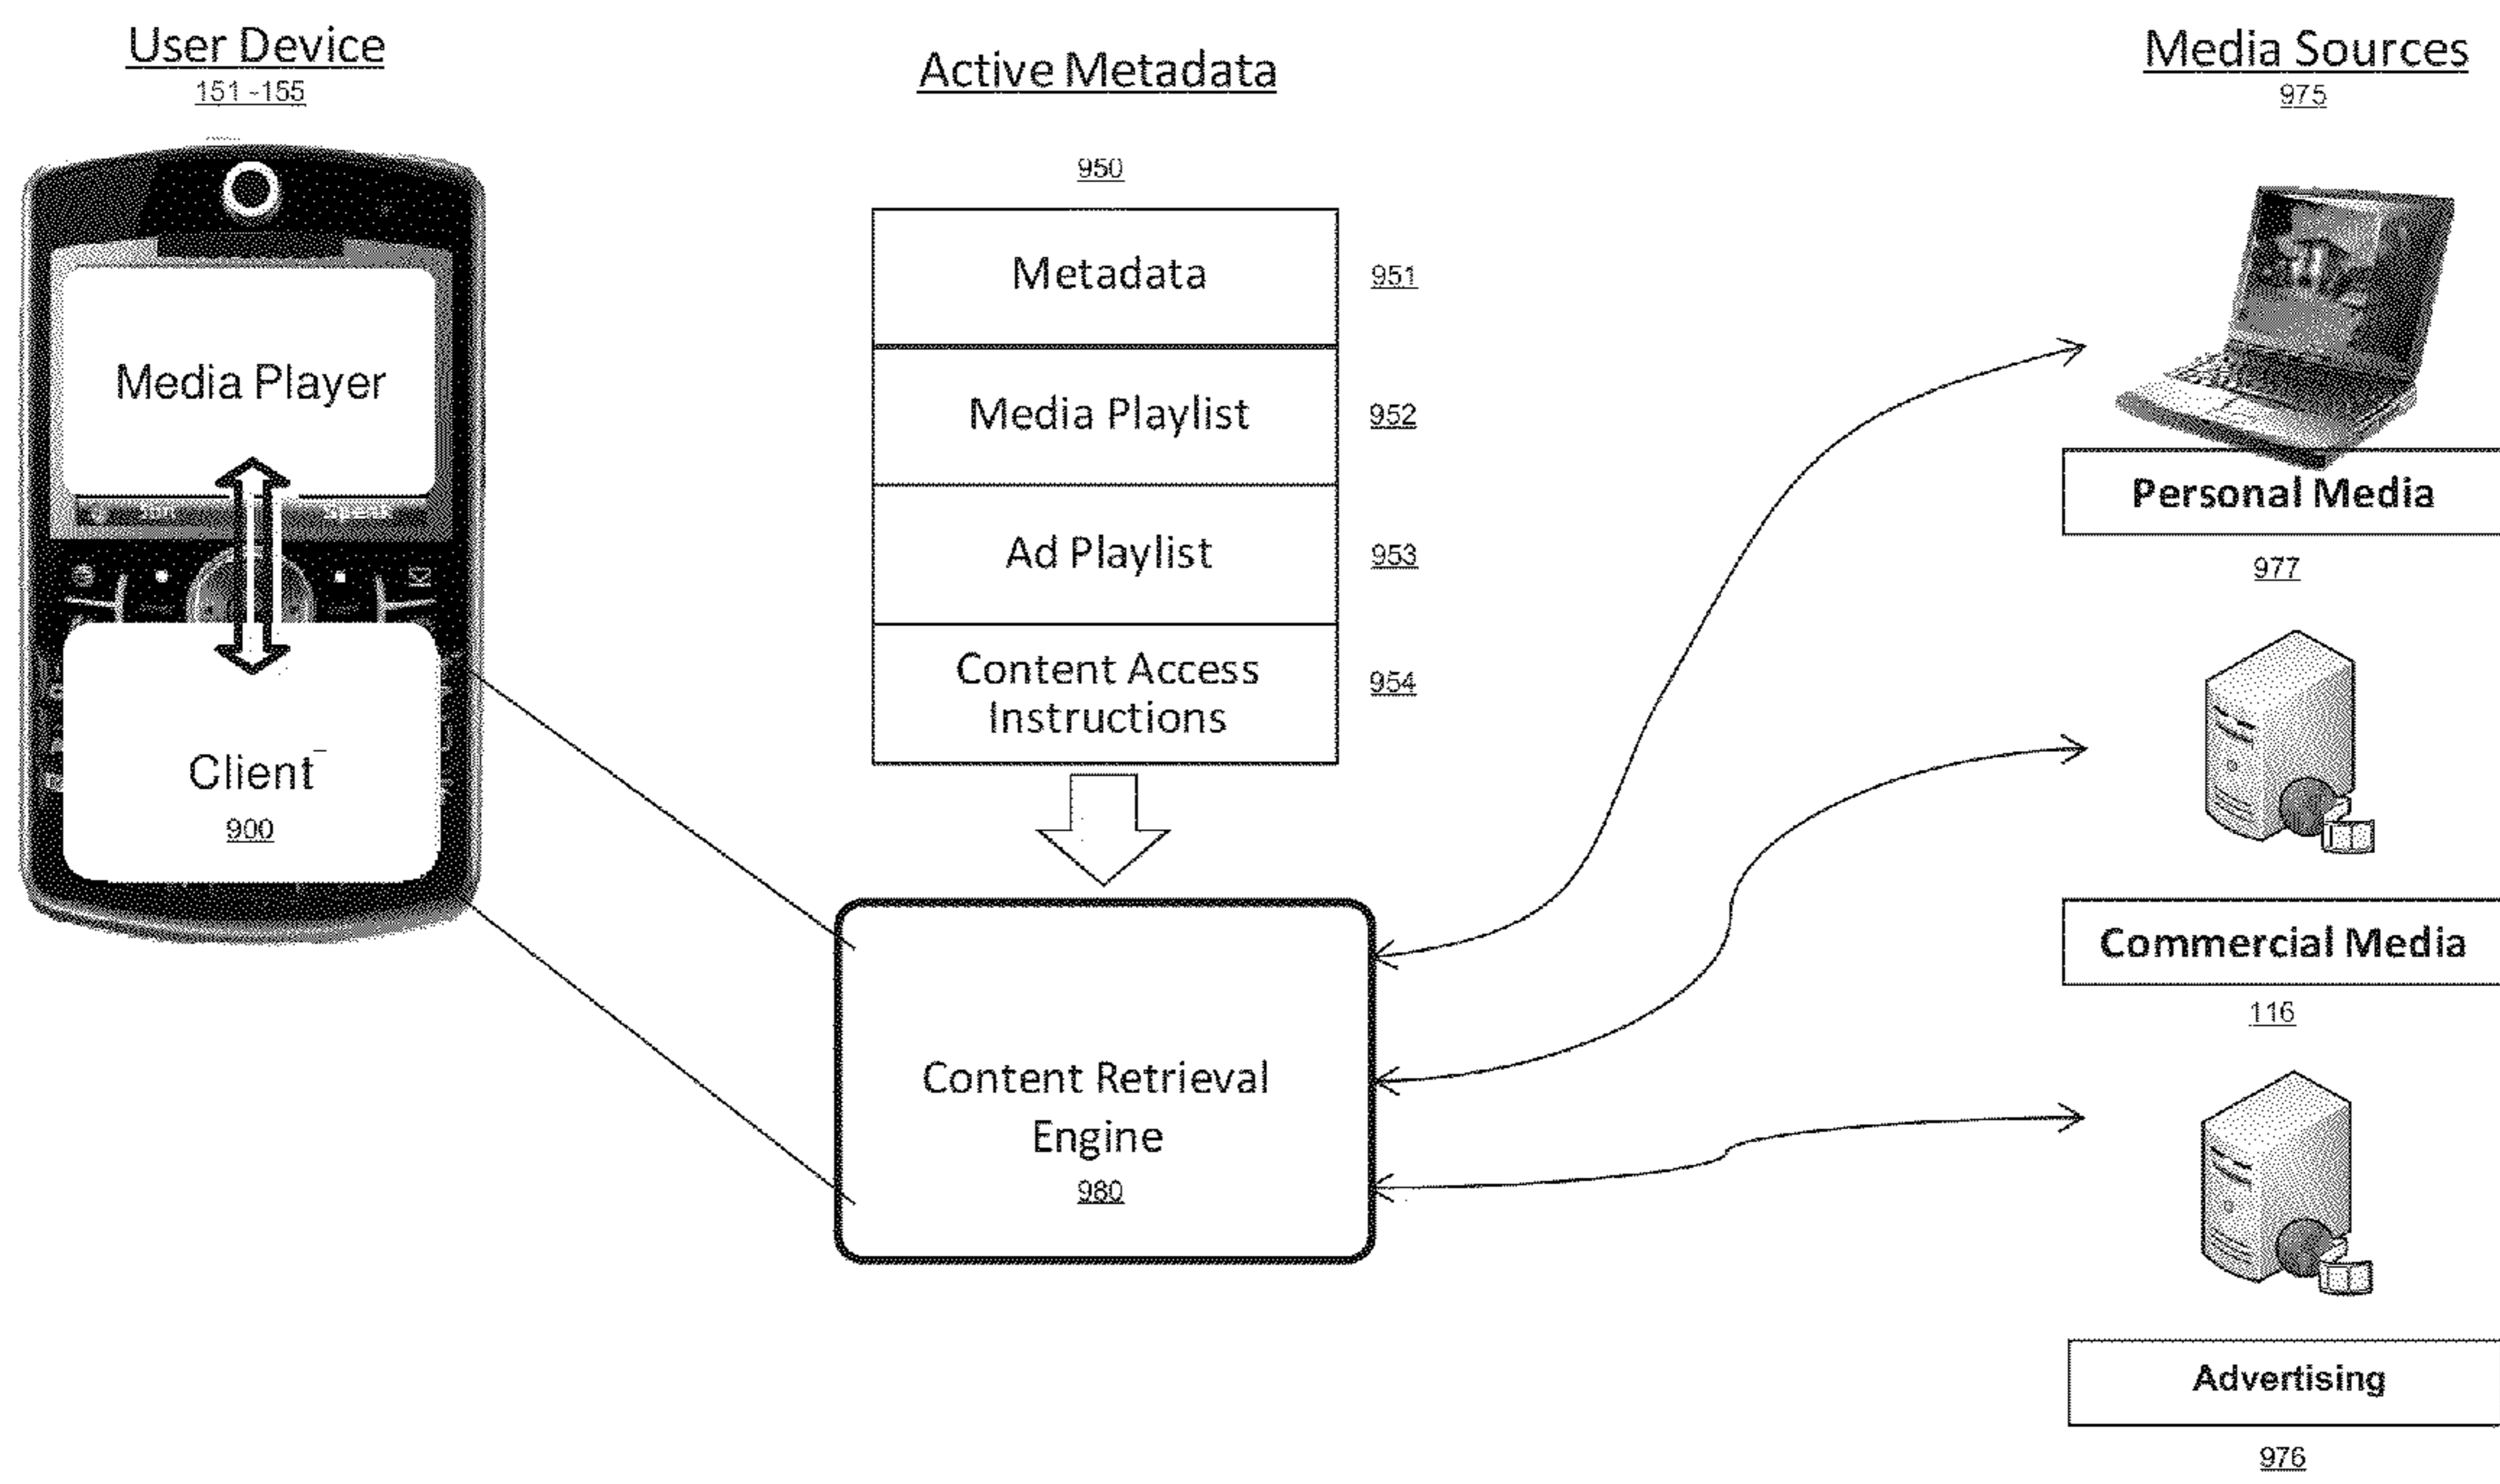 User Device
151 -155
Media Player
Client
900
Active Metadata
950
Metadata
951
Media Playlist
952
Ad Playlist
953
Content Access
Instructions
954
Content Retrieval
Engine
980
Media Sources
975
Personal Media
977
Commercial Media
116
Advertising
976